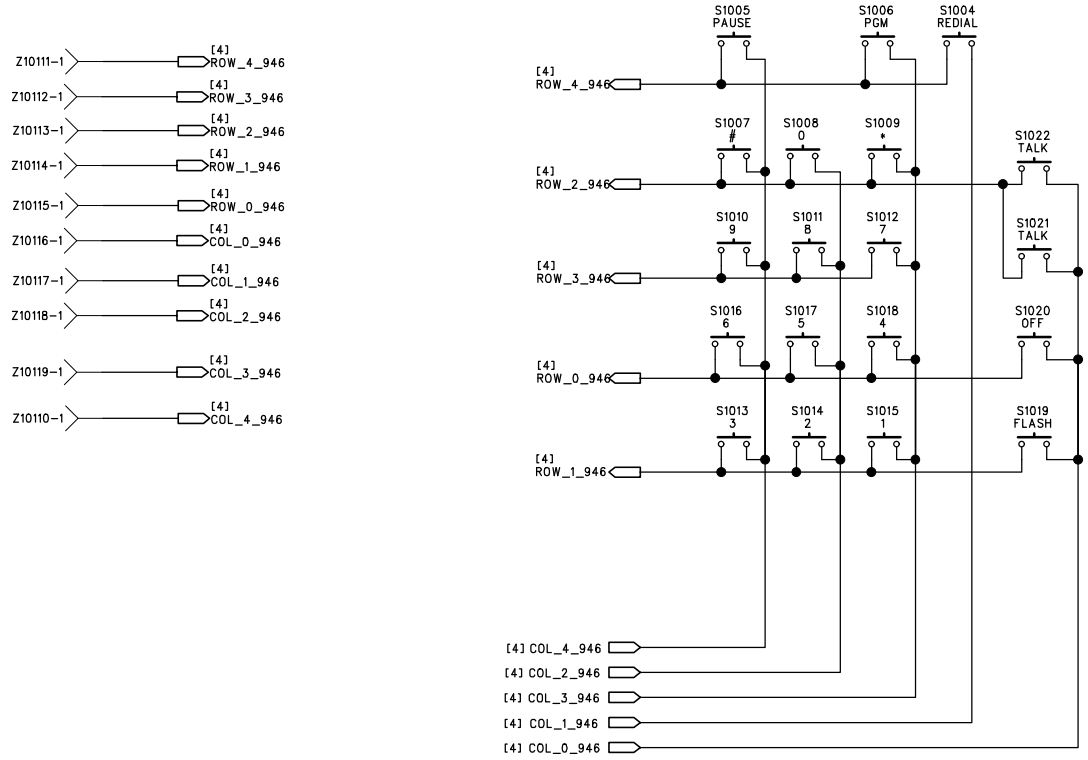 Z10111-1 [4] ROW_4_946
Z10112-1 [4] ROW_3_946
Z10113-1 [4] ROW_2_946
Z10114-1 [4] ROW_1_946
Z10115-1 [4] ROW_0_946
Z10116-1 [4] COL_0_946
Z10117-1 [4] COL_1_946
Z10118-1 [4] COL_2_946
Z10119-1 [4] COL_3_946
Z10110-1 [4] COL_4_946
S1005 S1006 S1004
PAUSE PGM REDIAL
[4]
ROW_4_946
S1007 S1008 S1009 S1022
# 0 * TALK
[4]
ROW_2_946
S1010 S1011 S1012 S1021
9 8 7 TALK
[4]
ROW_3_946
S1016 S1017 S1018 S1020
6 5 4 OFF
[4]
ROW_0_946
S1013 S1014 S1015 S1019
3 2 1 FLASH
[4]
ROW_1_946
[4] COL_4_946
[4] COL_2_946
[4] COL_3_946
[4] COL_1_946
[4] COL_0_946